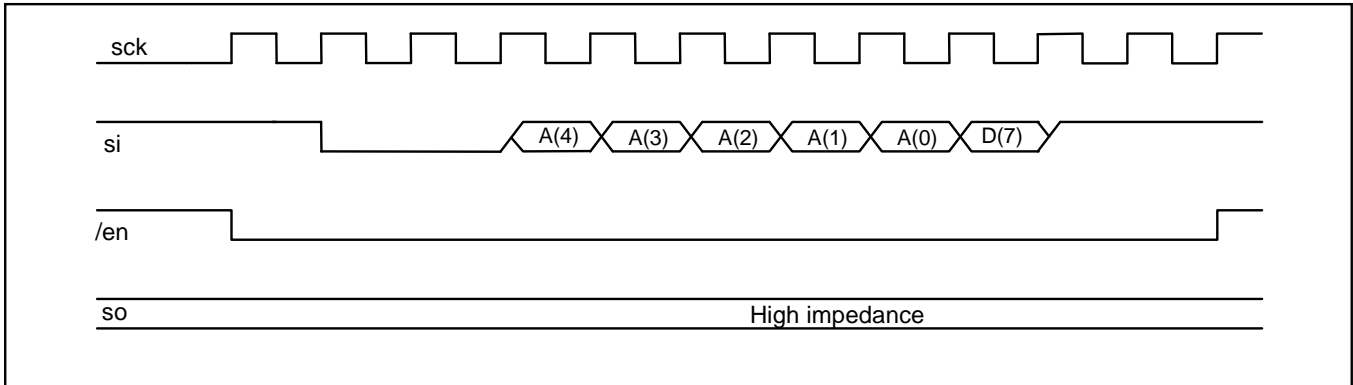 sck
si
A(4) A(3) A(2) A(1) A(0) D(7)
/en
so
High impedance